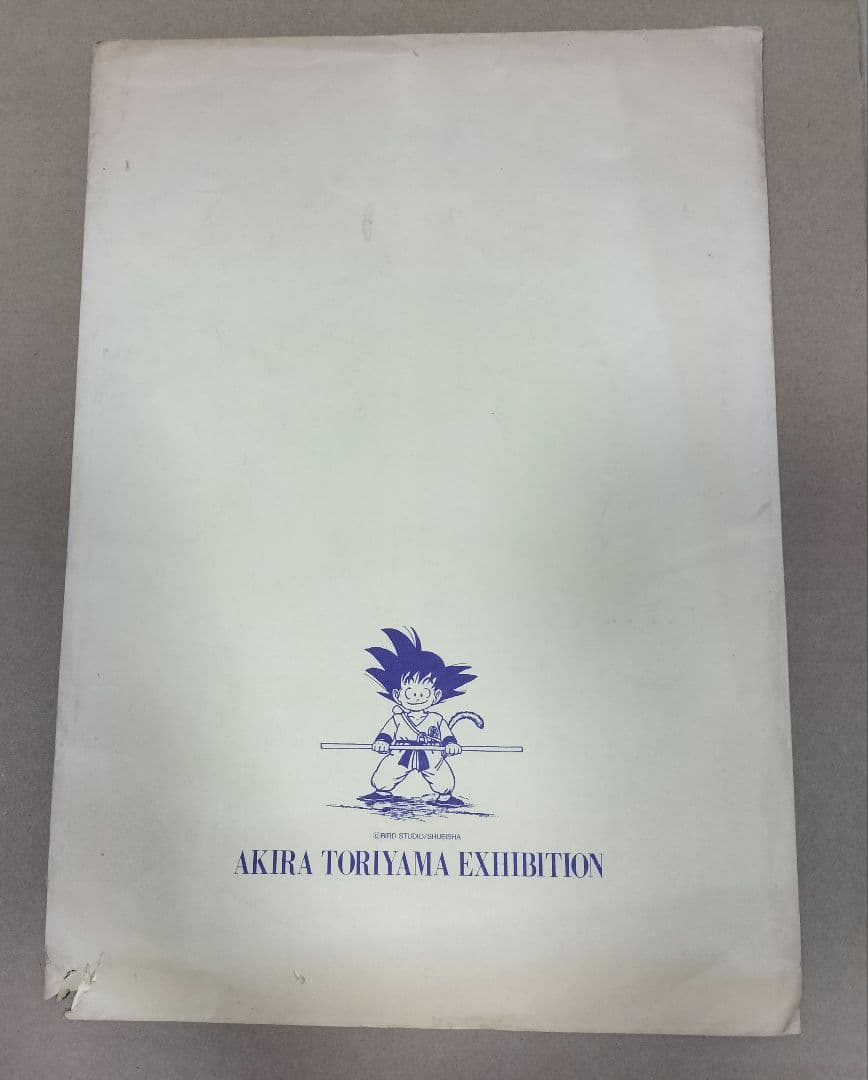 ©BIRD STUDIO/SHUEISHA
AKIRA TORIYAMA EXHIBITION